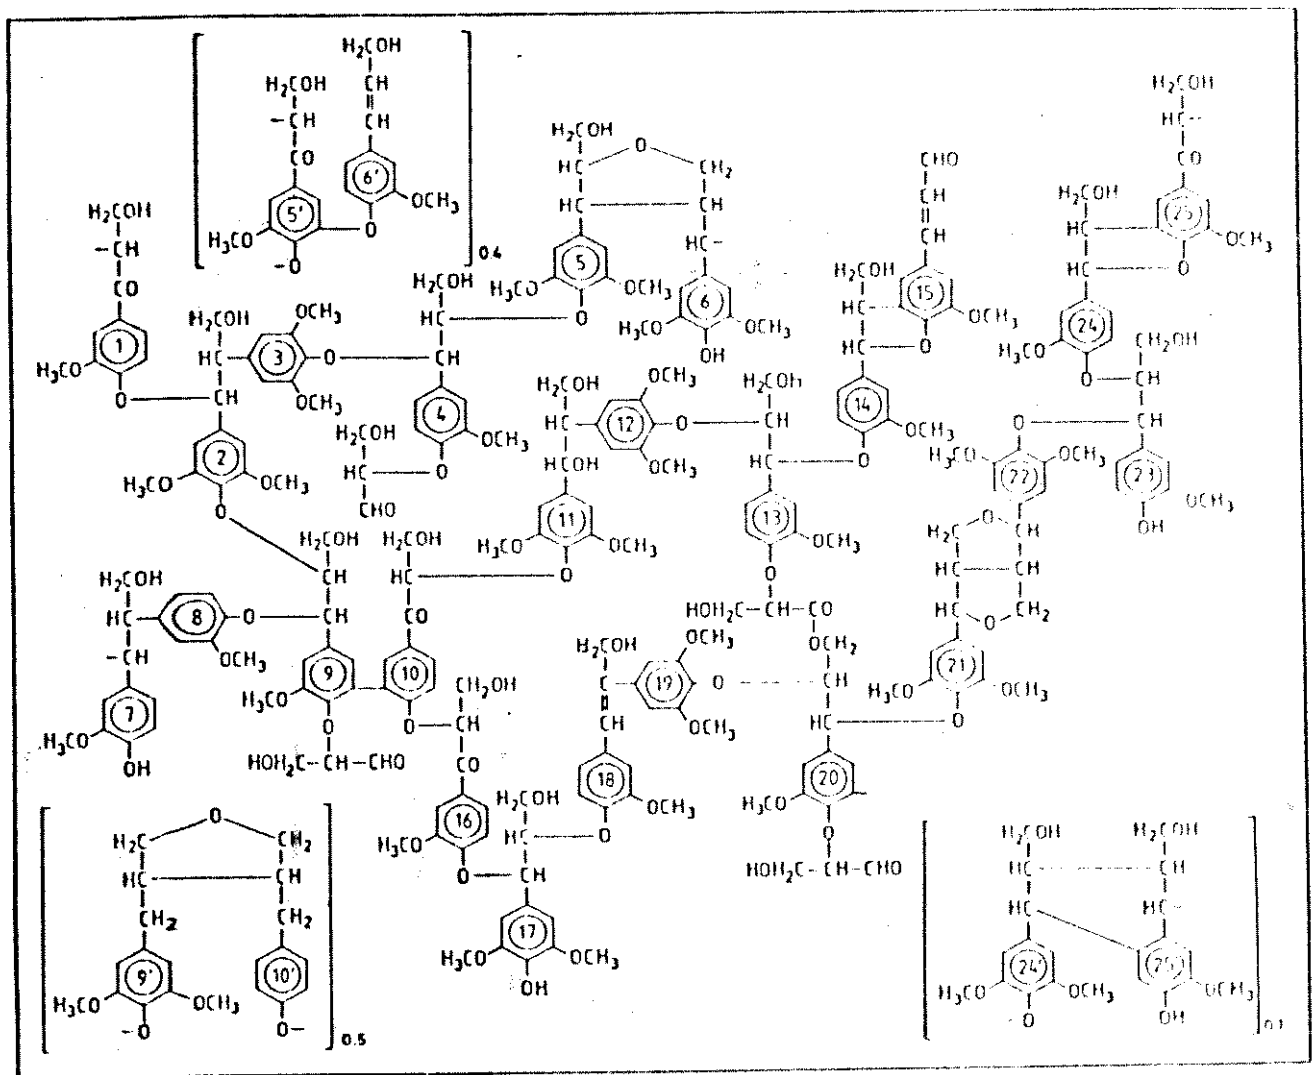 H₂COH
H₂COH CH
–CH CH
CO 6'
5' OCH₃
H₃CO O
–O
0.4
H₂COH
–CH
CO
1
H₃CO
O
H₂COH OCH₃
HC 3 O
CH OCH₃
2
H₃CO OCH₃
O
H₂COH
HC O
CH
4
OCH₃
H₂COH
HC O
CHO
H₂COH O
HC CH₂
HC CH
5 HC–
H₃CO OCH₃ 6
O H₃CO OCH₃
OH
CHO
CH
CH
H₂COH 15
HC OCH₃
HC O
14
OCH₃
O
H₂COH
HC–
CO
H₂COH 25
HC OCH₃
HC O
24
H₃CO
O CH
H₂COH
O CH
H₃CO OCH₃ 23
22 OCH₃
OH
H₂COH OCH₃
HC 12 O
HCOH OCH₃
11
H₃CO OCH₃
O
H₂COH
CH
HC O
13
OCH₃
O
HOH₂C–CH–CO
OCH₂
H₂C O CH
HC CH
HC O CH₂
21
H₃CO OCH₃
O
H₂COH H₂COH
CH HC
CH CO
H₂COH
HC 8 O
–CH OCH₃
7
H₃CO
OH
9 10
H₃CO
O O CH
HOH₂C–CH–CHO
CH₂OH
CO
16
H₃CO
O CH
H₂COH
HC O
17
H₃CO OCH₃
OH
H₂COH OCH₃
C 19 O CH
CH OCH₃
18
OCH₃
HC
20
H₃CO
O
HOH₂C–CH–CHO
O
H₂C CH₂
HC CH
CH₂ CH₂
9' 10'
H₃CO OCH₃
–O O–
0.5
H₂COH H₂COH
HC CH
HC HC–
24'
H₃CO OCH₃ OCH₃
O OH
0.1